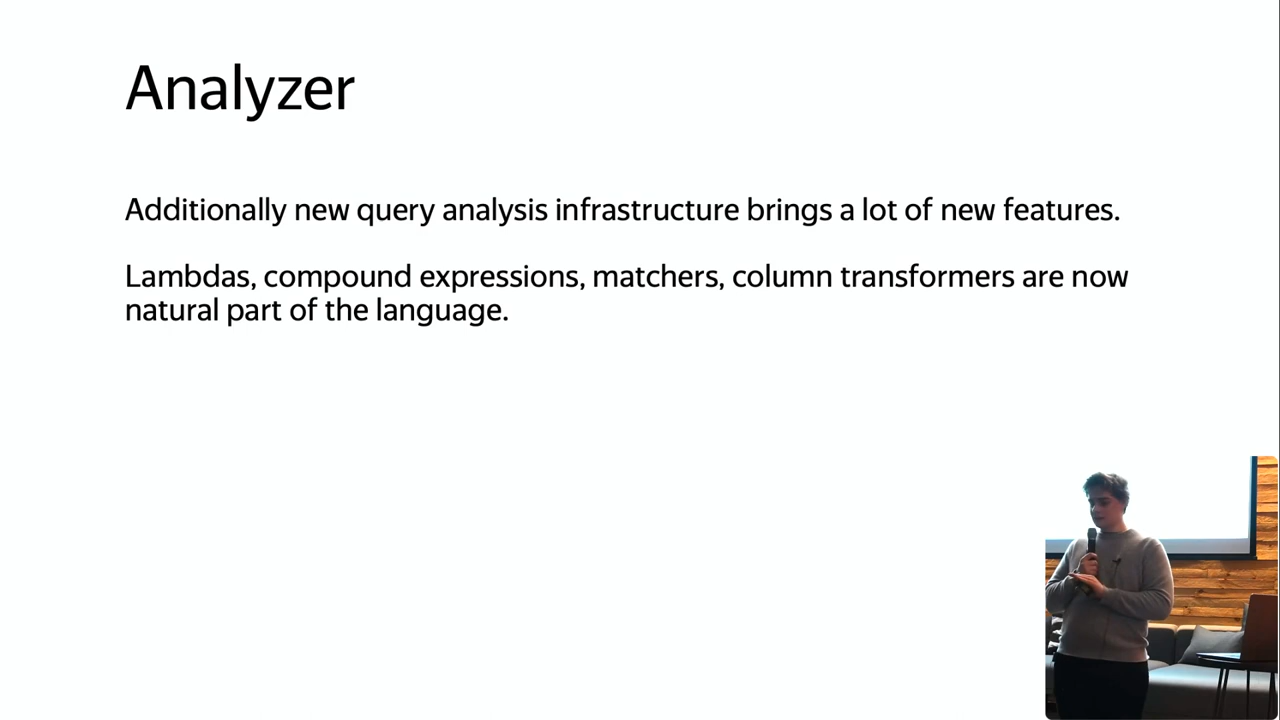 Analyzer
Additionally new query analysis infrastructure brings a lot of new features.
Lambdas, compound expressions, matchers, column transformers are now
natural part of the language.